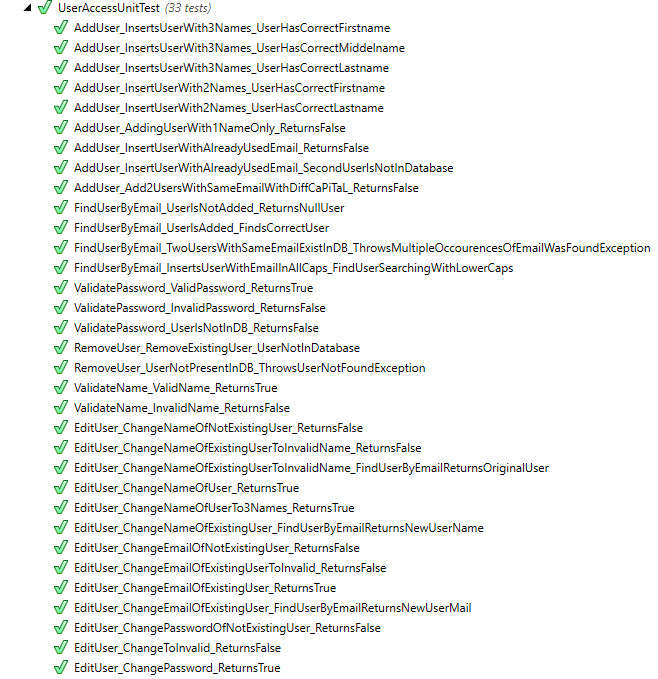 UserAccessUnitTest (33 tests)
AddUser_InsertsUserWith3Names_UserHasCorrectFirstname
AddUser_InsertsUserWith3Names_UserHasCorrectMiddelname
AddUser_InsertsUserWith3Names_UserHasCorrectLastname
AddUser_InsertUserWith2Names_UserHasCorrectFirstname
AddUser_InsertUserWith2Names_UserHasCorrectLastname
AddUser_AddingUserWith1NameOnly_ReturnsFalse
AddUser_InsertUserWithAlreadyUsedEmail_ReturnsFalse
AddUser_InsertUserWithAlreadyUsedEmail_SecondUserIsNotInDatabase
AddUser_Add2UsersWithSameEmailWithDiffCaPiTaL_ReturnsFalse
FindUserByEmail_UserIsNotAdded_ReturnsNullUser
FindUserByEmail_UserIsAdded_FindsCorrectUser
FindUserByEmail_TwoUsersWithSameEmailExistInDB_ThrowsMultipleOccourencesOfEmailWasFoundException
FindUserByEmail_InsertsUserWithEmailInAllCaps_FindUserSearchingWithLowerCaps
ValidatePassword_ValidPassword_ReturnsTrue
ValidatePassword_InvalidPassword_ReturnsFalse
ValidatePassword_UserIsNotInDB_ReturnsFalse
RemoveUser_RemoveExistingUser_UserNotInDatabase
RemoveUser_UserNotPresentInDB_ThrowsUserNotFoundException
ValidateName_ValidName_ReturnsTrue
ValidateName_InvalidName_ReturnsFalse
EditUser_ChangeNameOfNotExistingUser_ReturnsFalse
EditUser_ChangeNameOfExistingUserToInvalidName_ReturnsFalse
EditUser_ChangeNameOfExistingUserToInvalidName_FindUserByEmailReturnsOriginalUser
EditUser_ChangeNameOfUser_ReturnsTrue
EditUser_ChangeNameOfUserTo3Names_ReturnsTrue
EditUser_ChangeNameOfExistingUser_FindUserByEmailReturnsNewUserName
EditUser_ChangeEmailOfNotExistingUser_ReturnsFalse
EditUser_ChangeEmailOfExistingUserToInvalid_ReturnsFalse
EditUser_ChangeEmailOfExistingUser_ReturnsTrue
EditUser_ChangeEmailOfExistingUser_FindUserByEmailReturnsNewUserMail
EditUser_ChangePasswordOfNotExistingUser_ReturnsFalse
EditUser_ChangeToInvalid_ReturnsFalse
EditUser_ChangePassword_ReturnsTrue